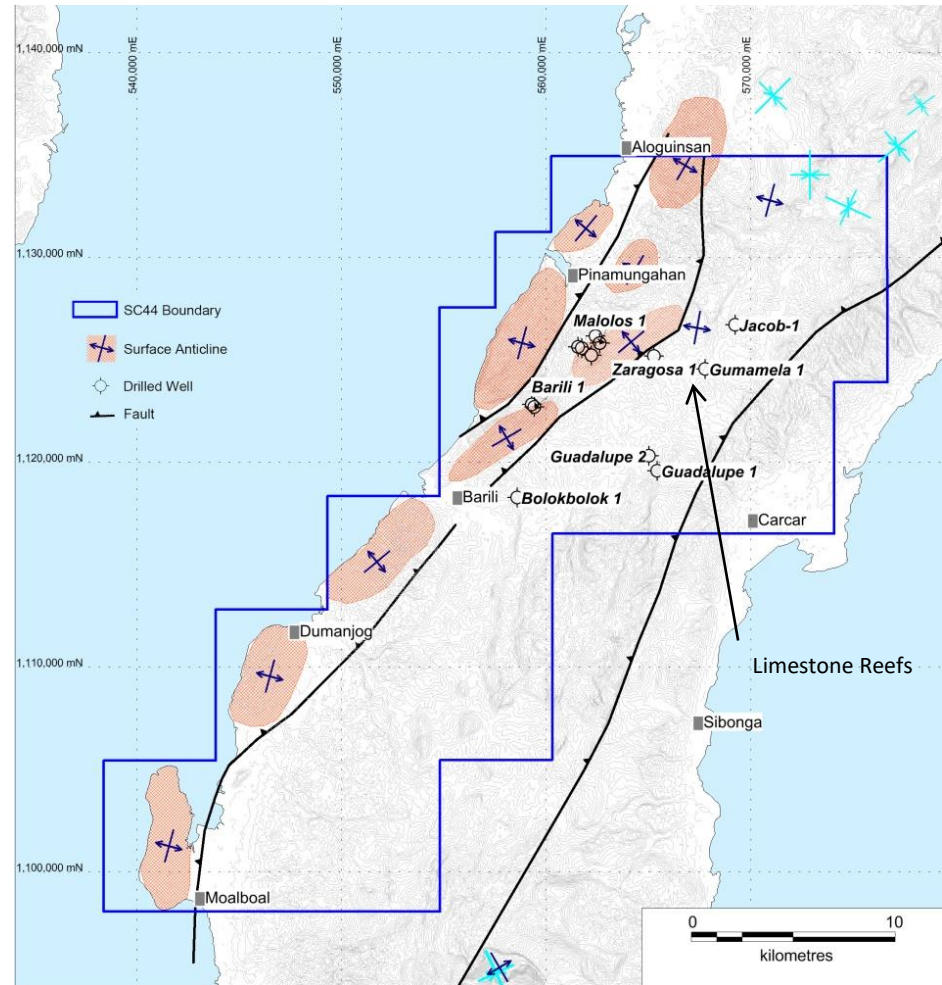 1,140,000 mN
540,000 mE
550,000 mE
560,000 mE
570,000 mE
Aloguinsan
1,130,000 mN
Pinamungahan
SC44 Boundary
Surface Anticline
Drilled Well
Fault
Malolos 1
Jacob-1
Zaragosa 1
Gumamela 1
Barili 1
1,120,000 mN
Guadalupe 2
Guadalupe 1
Barili
Bolokbolok 1
Carcar
Dumanjog
1,110,000 mN
Limestone Reefs
Sibonga
1,100,000 mN
Moalboal
0 10
kilometres